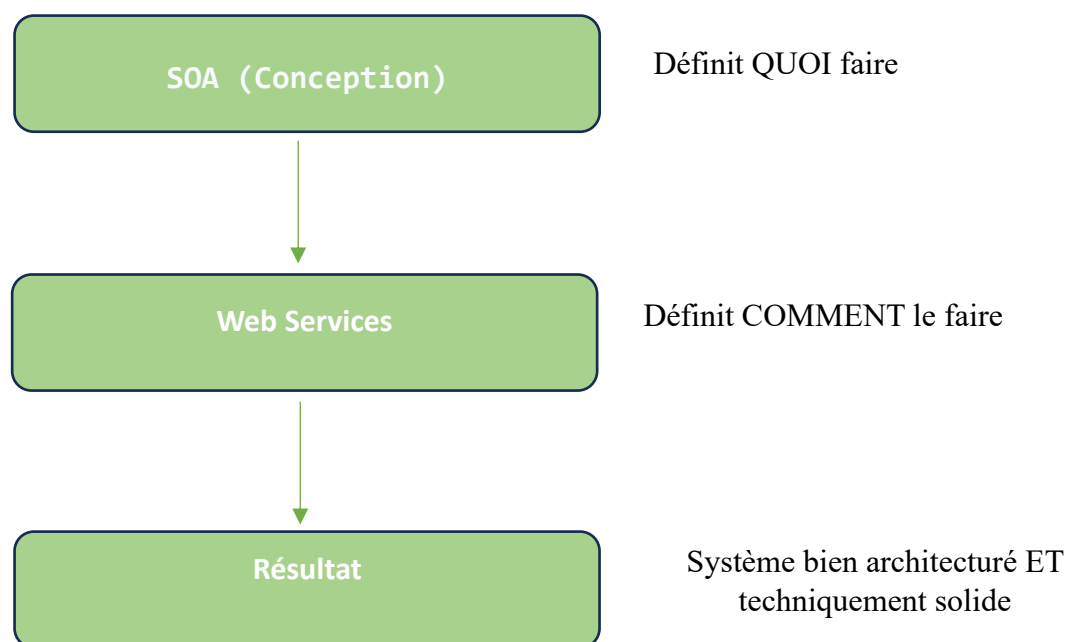 SOA (Conception)
Définit QUOI faire
Web Services
Définit COMMENT le faire
Résultat
Système bien architecturé ET
techniquement solide